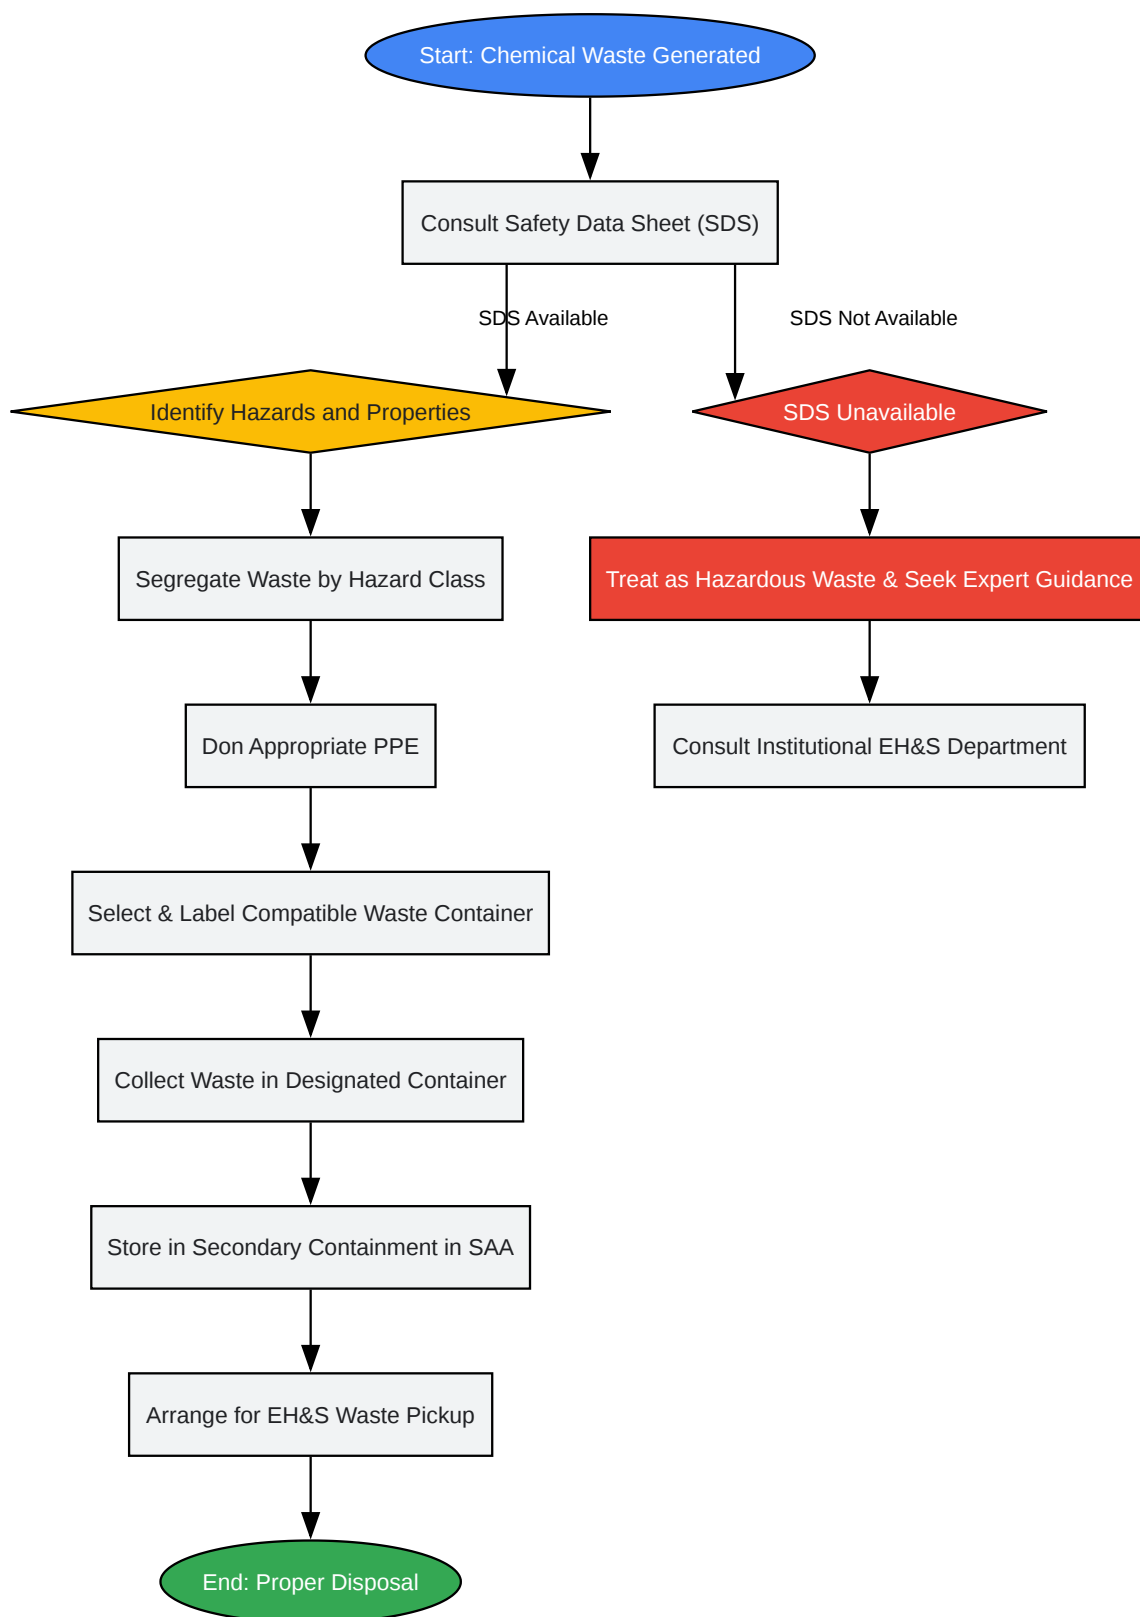 Start: Chemical Waste Generated
Consult Safety Data Sheet (SDS)
SDS Available
SDS Not Available
Identify Hazards and Properties
SDS Unavailable
Segregate Waste by Hazard Class
Treat as Hazardous Waste & Seek Expert Guidance
Don Appropriate PPE
Consult Institutional EH&S Department
Select & Label Compatible Waste Container
Collect Waste in Designated Container
Store in Secondary Containment in SAA
Arrange for EH&S Waste Pickup
End: Proper Disposal